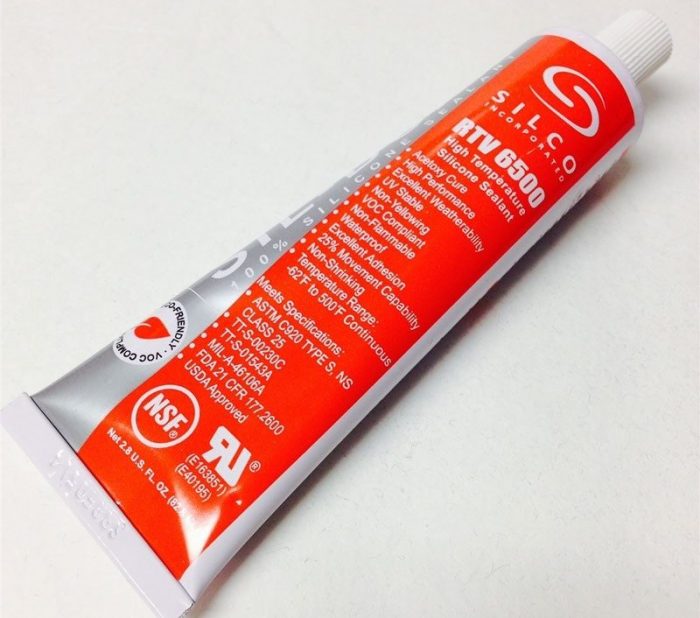 SILCO
INCORPORATED
RTV 6500
High Temperature
Silicone Sealant
• Acetoxy Cure
• High Performance
• Excellent Weatherability
• UV Stable
• Non-Yellowing
• VOC Compliant
• Non-Flammable
• Waterproof
• Excellent Adhesion
• 25% Movement Capability
• Non-Shrinking
• Temperature Range:
-62°F to 500°F Continuous
Meets Specifications:
ASTM C920 TYPE S, NS
CLASS 25
TT-S-00230C
TT-S-01543A
MIL-A-46106A
FDA 21 CFR 177.2600
USDA Approved
NSF®
RU®
(E163851)
(E40195)
Net 2.8 U.S. FL OZ. (82
100% SILICONE SEALANT
O-FRIENDLY · VOC COMPL